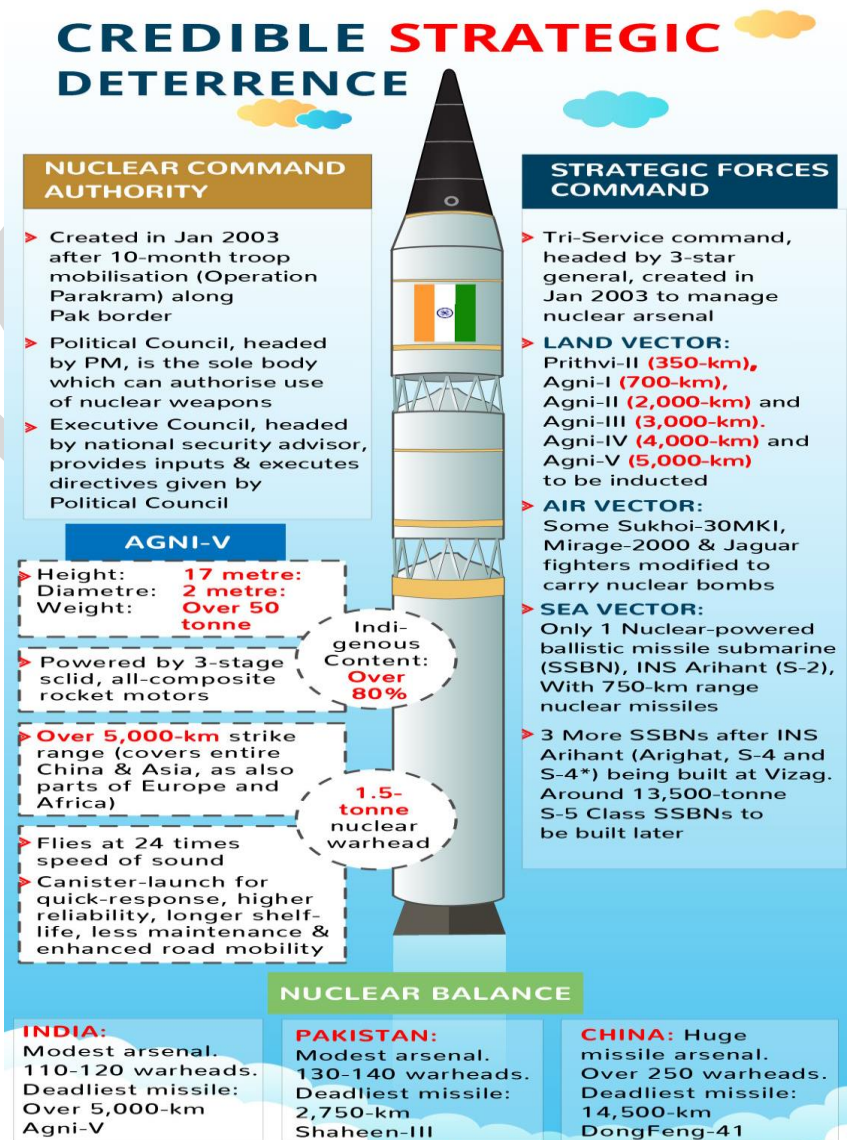 CREDIBLE STRATEGIC
DETERRENCE
NUCLEAR COMMAND
AUTHORITY
Created in Jan 2003
after 10-month troop
mobilisation (Operation
Parakram) along
Pak border
Political Council, headed
by PM, is the sole body
which can authorise use
of nuclear weapons
Executive Council, headed
by national security advisor,
provides inputs & executes
directives given by
Political Council
AGNI-V
Height: 17 metre:
Diametre: 2 metre:
Weight: Over 50
tonne
Powered by 3-stage
sclid, all-composite
rocket motors
Over 5,000-km strike
range (covers entire
China & Asia, as also
parts of Europe and
Africa)
Flies at 24 times
speed of sound
Canister-launch for
quick-response, higher
reliability, longer shelf-
life, less maintenance &
enhanced road mobility
Indi-
genous
Content:
Over
80%
1.5-
tonne
nuclear
warhead
STRATEGIC FORCES
COMMAND
Tri-Service command,
headed by 3-star
general, created in
Jan 2003 to manage
nuclear arsenal
LAND VECTOR:
Prithvi-II (350-km),
Agni-I (700-km),
Agni-II (2,000-km) and
Agni-III (3,000-km).
Agni-IV (4,000-km) and
Agni-V (5,000-km)
to be inducted
AIR VECTOR:
Some Sukhoi-30MKI,
Mirage-2000 & Jaguar
fighters modified to
carry nuclear bombs
SEA VECTOR:
Only 1 Nuclear-powered
ballistic missile submarine
(SSBN), INS Arihant (S-2),
With 750-km range
nuclear missiles
3 More SSBNs after INS
Arihant (Arighat, S-4 and
S-4*) being built at Vizag.
Around 13,500-tonne
S-5 Class SSBNs to
be built later
NUCLEAR BALANCE
INDIA:
Modest arsenal.
110-120 warheads.
Deadliest missile:
Over 5,000-km
Agni-V
PAKISTAN:
Modest arsenal.
130-140 warheads.
Deadliest missile:
2,750-km
Shaheen-III
CHINA: Huge
missile arsenal.
Over 250 warheads.
Deadliest missile:
14,500-km
DongFeng-41